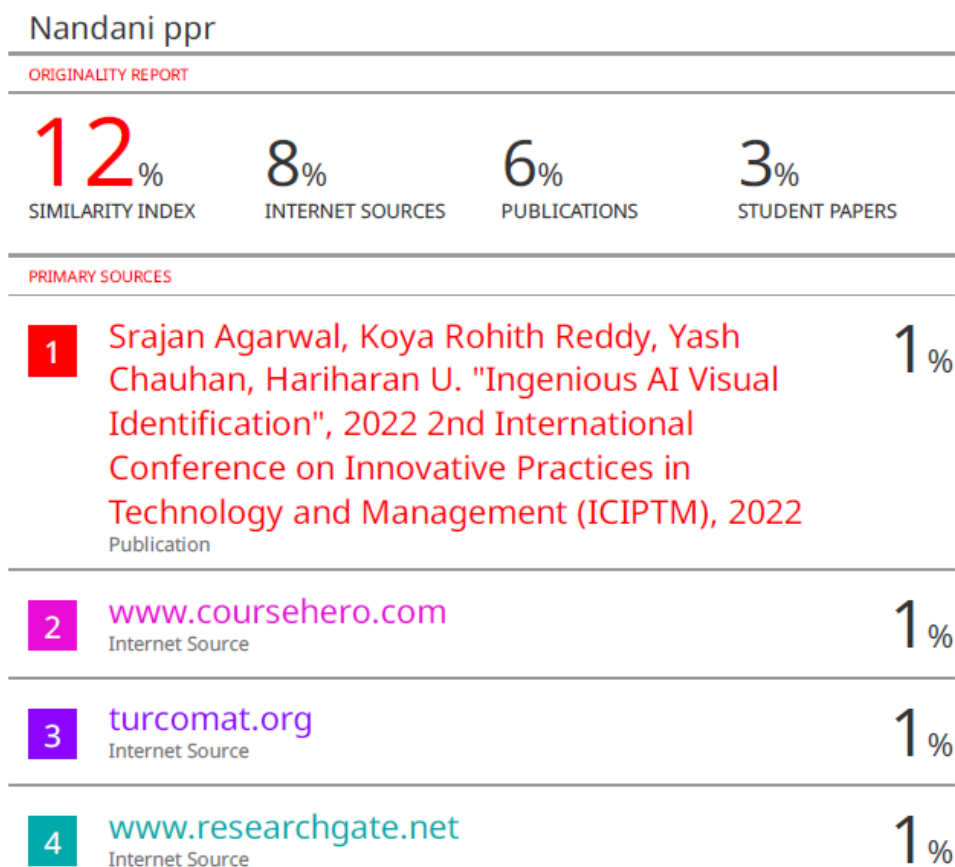 Nandani ppr
ORIGINALITY REPORT
12% 8% 6% 3%
SIMILARITY INDEX INTERNET SOURCES PUBLICATIONS STUDENT PAPERS
PRIMARY SOURCES
1 Srajan Agarwal, Koya Rohith Reddy, Yash 1%
Chauhan, Hariharan U. "Ingenious AI Visual
Identification", 2022 2nd International
Conference on Innovative Practices in
Technology and Management (ICIPTM), 2022
Publication
2 www.coursehero.com 1%
Internet Source
3 turcomat.org 1%
Internet Source
4 www.researchgate.net 1%
Internet Source